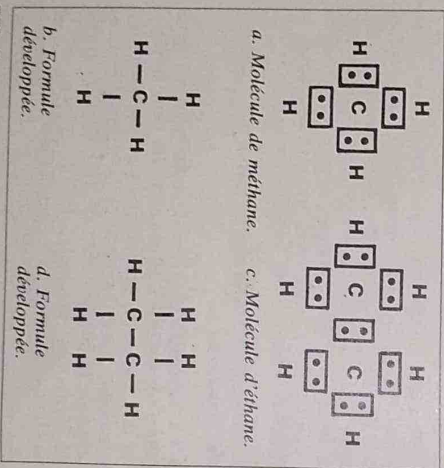 H H H
H C H H C C H
H H H
a. Molécule de méthane. c. Molécule d'éthane.
H H H
| | |
H — C — H H — C — C — H
| | |
H H H
b. Formule d. Formule
développée. développée.